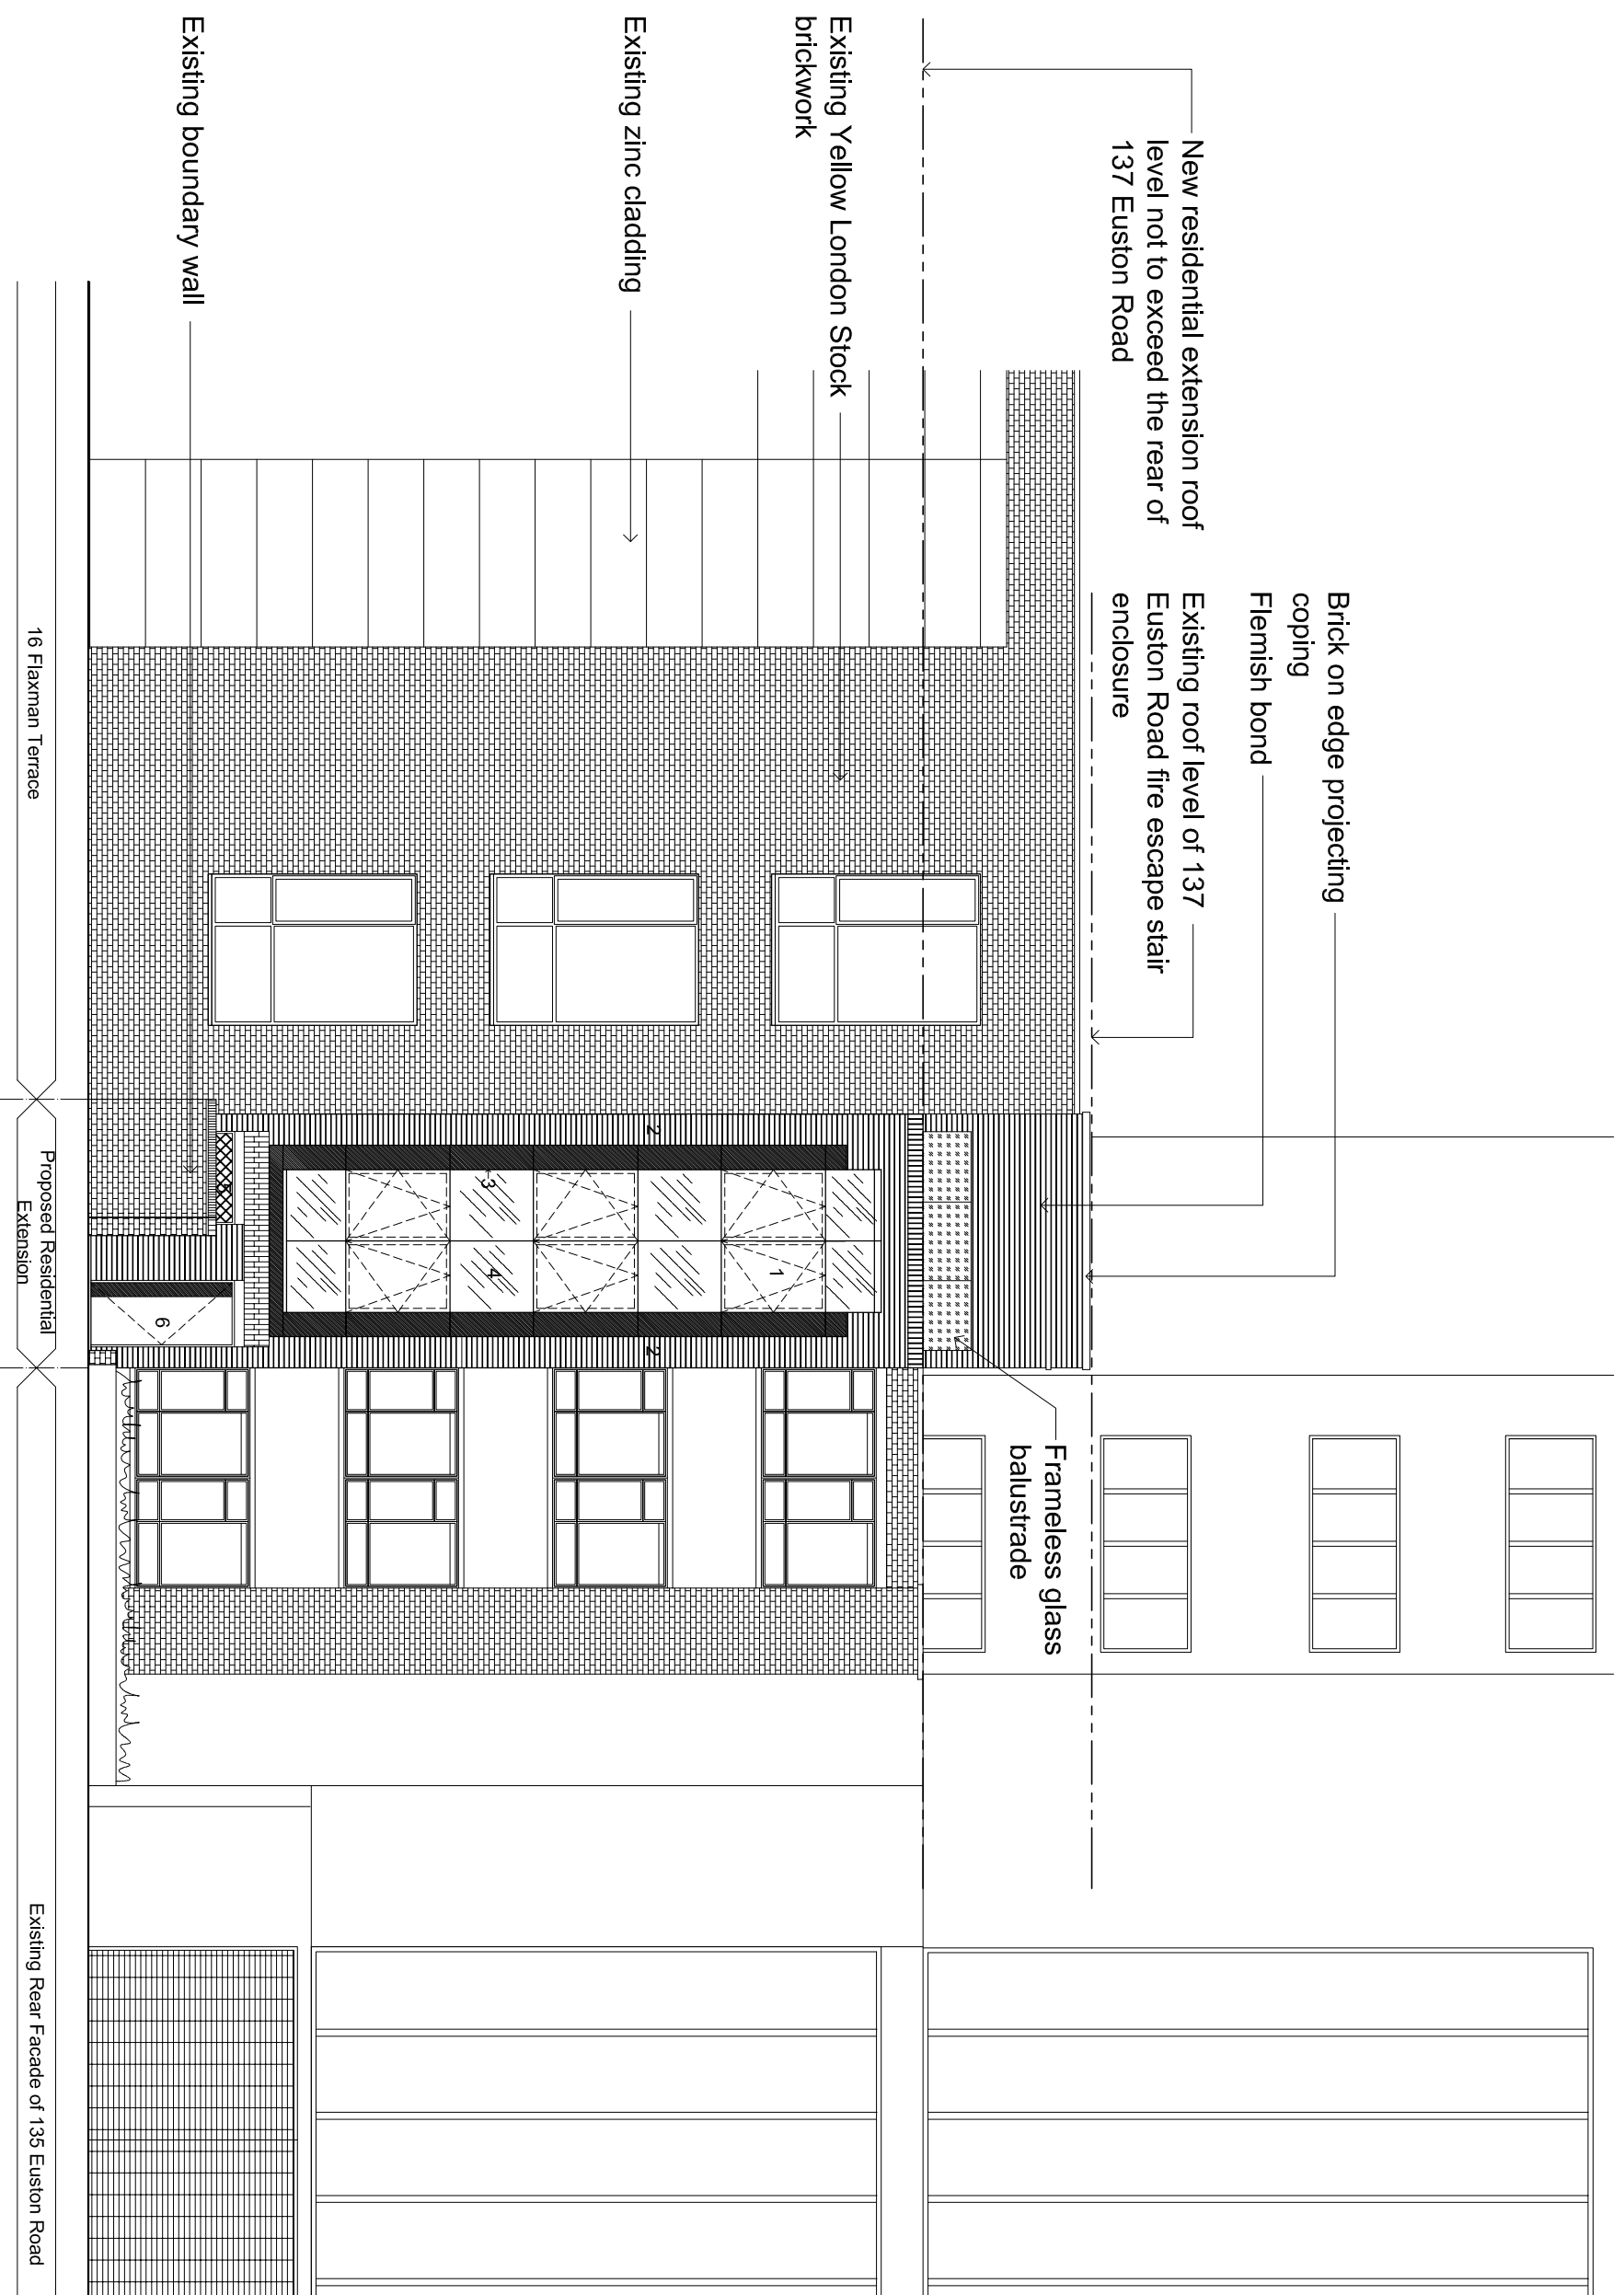 Brick on edge projecting
coping
Flemish bond
New residential extension roof
level not to exceed the rear of
137 Euston Road
Existing roof level of 137
Euston Road fire escape stair
enclosure
Frameless glass
balustrade
Existing Yellow London Stock
brickwork
Existing zinc cladding
Existing boundary wall
1
2
2
3
4
6
16 Flaxman Terrace
Proposed Residential
Extension
Existing Rear Facade of 135 Euston Road